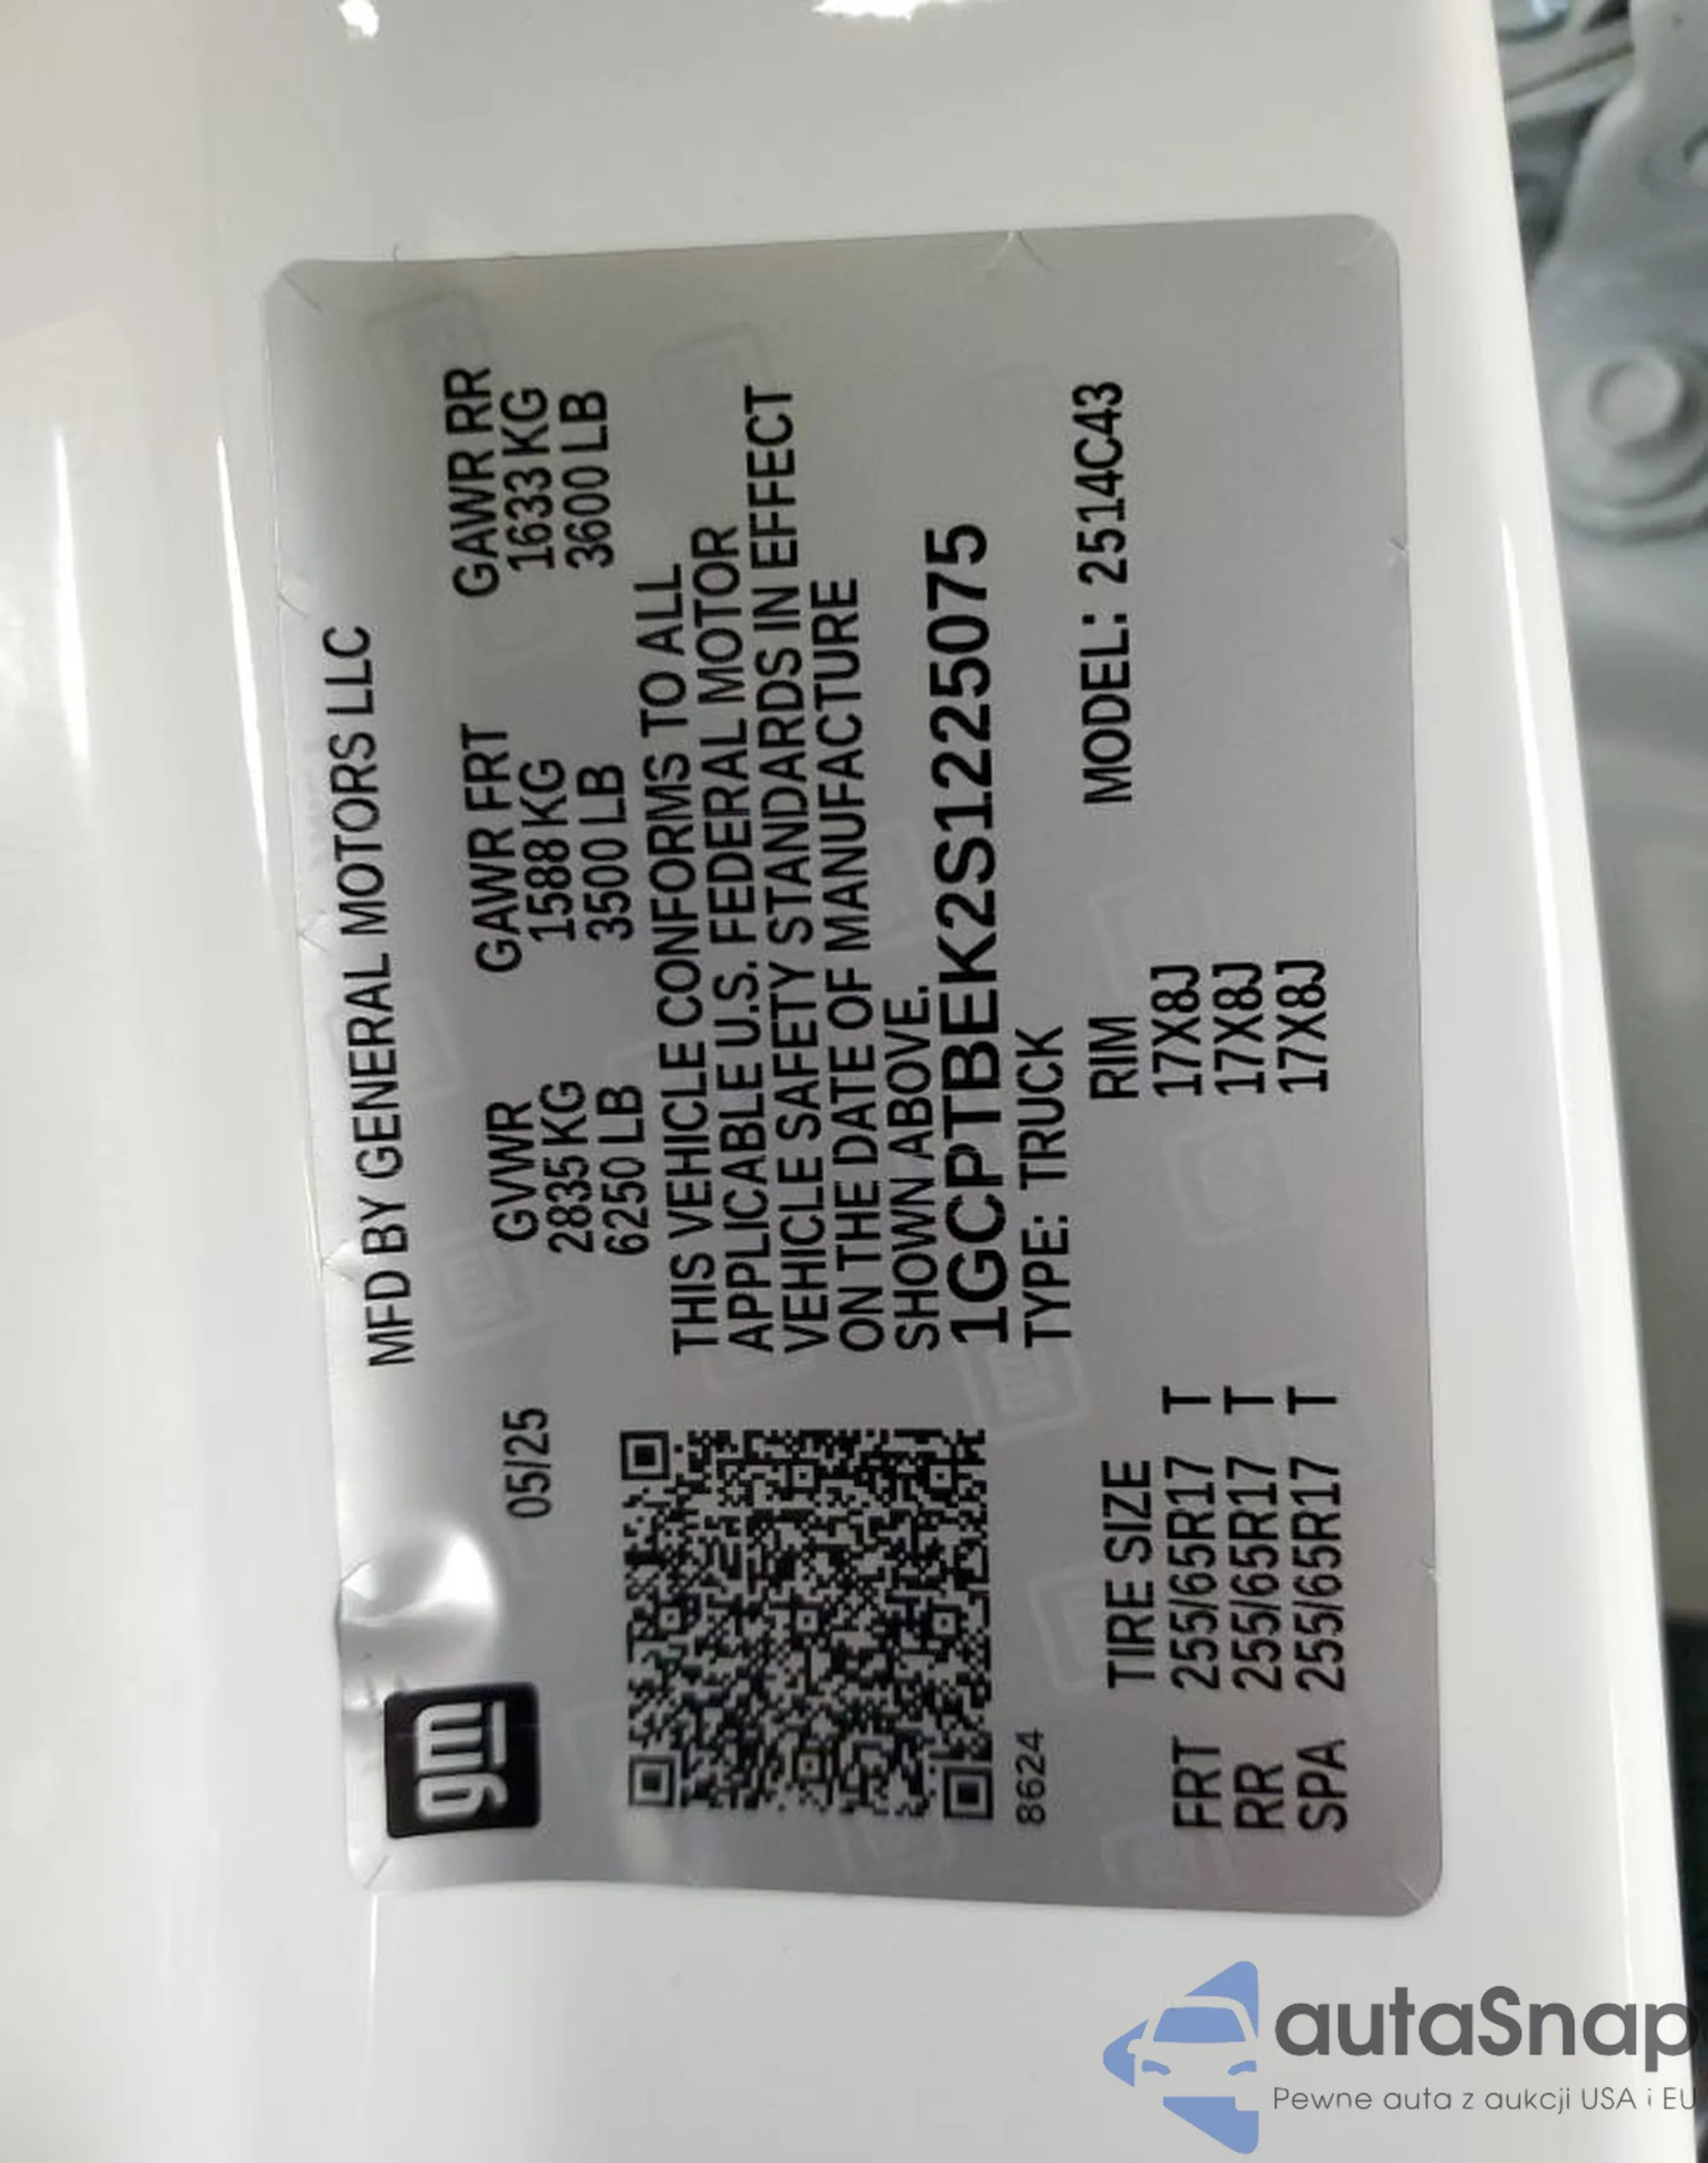 gm
MFD BY GENERAL MOTORS LLC
05/25
GVWR GAWR FRT GAWR RR
2835 KG 1588 KG 1633 KG
6250 LB 3500 LB 3600 LB
THIS VEHICLE CONFORMS TO ALL
APPLICABLE U.S. FEDERAL MOTOR
VEHICLE SAFETY STANDARDS IN EFFECT
ON THE DATE OF MANUFACTURE
SHOWN ABOVE.
1GCPTBEK2S1225075
TYPE: TRUCK
8624
MODEL: 2514C43
TIRE SIZE RIM
FRT 255/65R17 T 17X8J
RR 255/65R17 T 17X8J
SPA 255/65R17 T 17X8J
autaSnap
Pewne auta z aukcji USA i EU